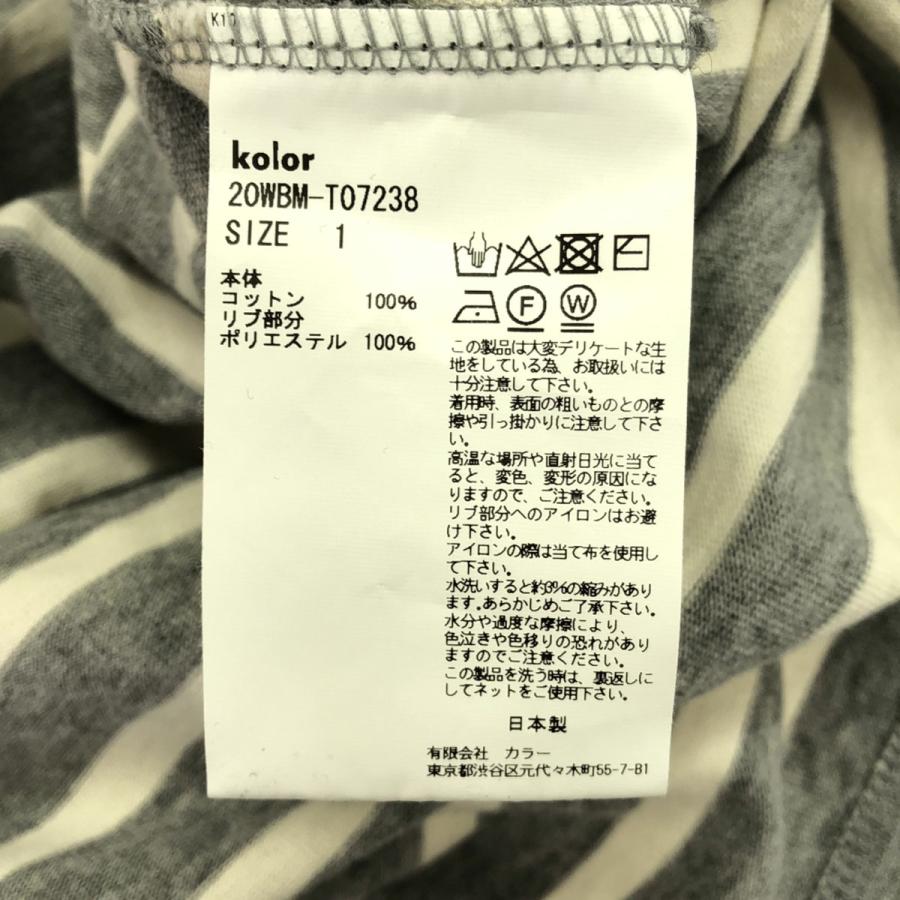 K10
kolor
20WBM-T07238
SIZE 1
本体
コットン 100%
リブ部分
ポリエステル 100%
F
W
この製品は大変デリケートな生
地をしている為、お取扱いには
十分注意して下さい。
着用時、表面の粗いものとの摩
擦や引っ掛かりに注意して下さ
い。
高温な場所や直射日光に当て
ると、変色、変形の原因にな
りますので、ご注意ください。
リブ部分へのアイロンはお避
け下さい。
アイロンの際は当て布を使用し
て下さい。
水洗いすると約3%の縮みがあり
ます。あらかじめご了承下さい。
水分や過度な摩擦により、
色泣きや色移りの恐れがあり
ますのでご注意ください。
この製品を洗う時は、裏返しに
してネットをご使用下さい。
日本製
有限会社 カラー
東京都渋谷区元代々木町55-7-B1